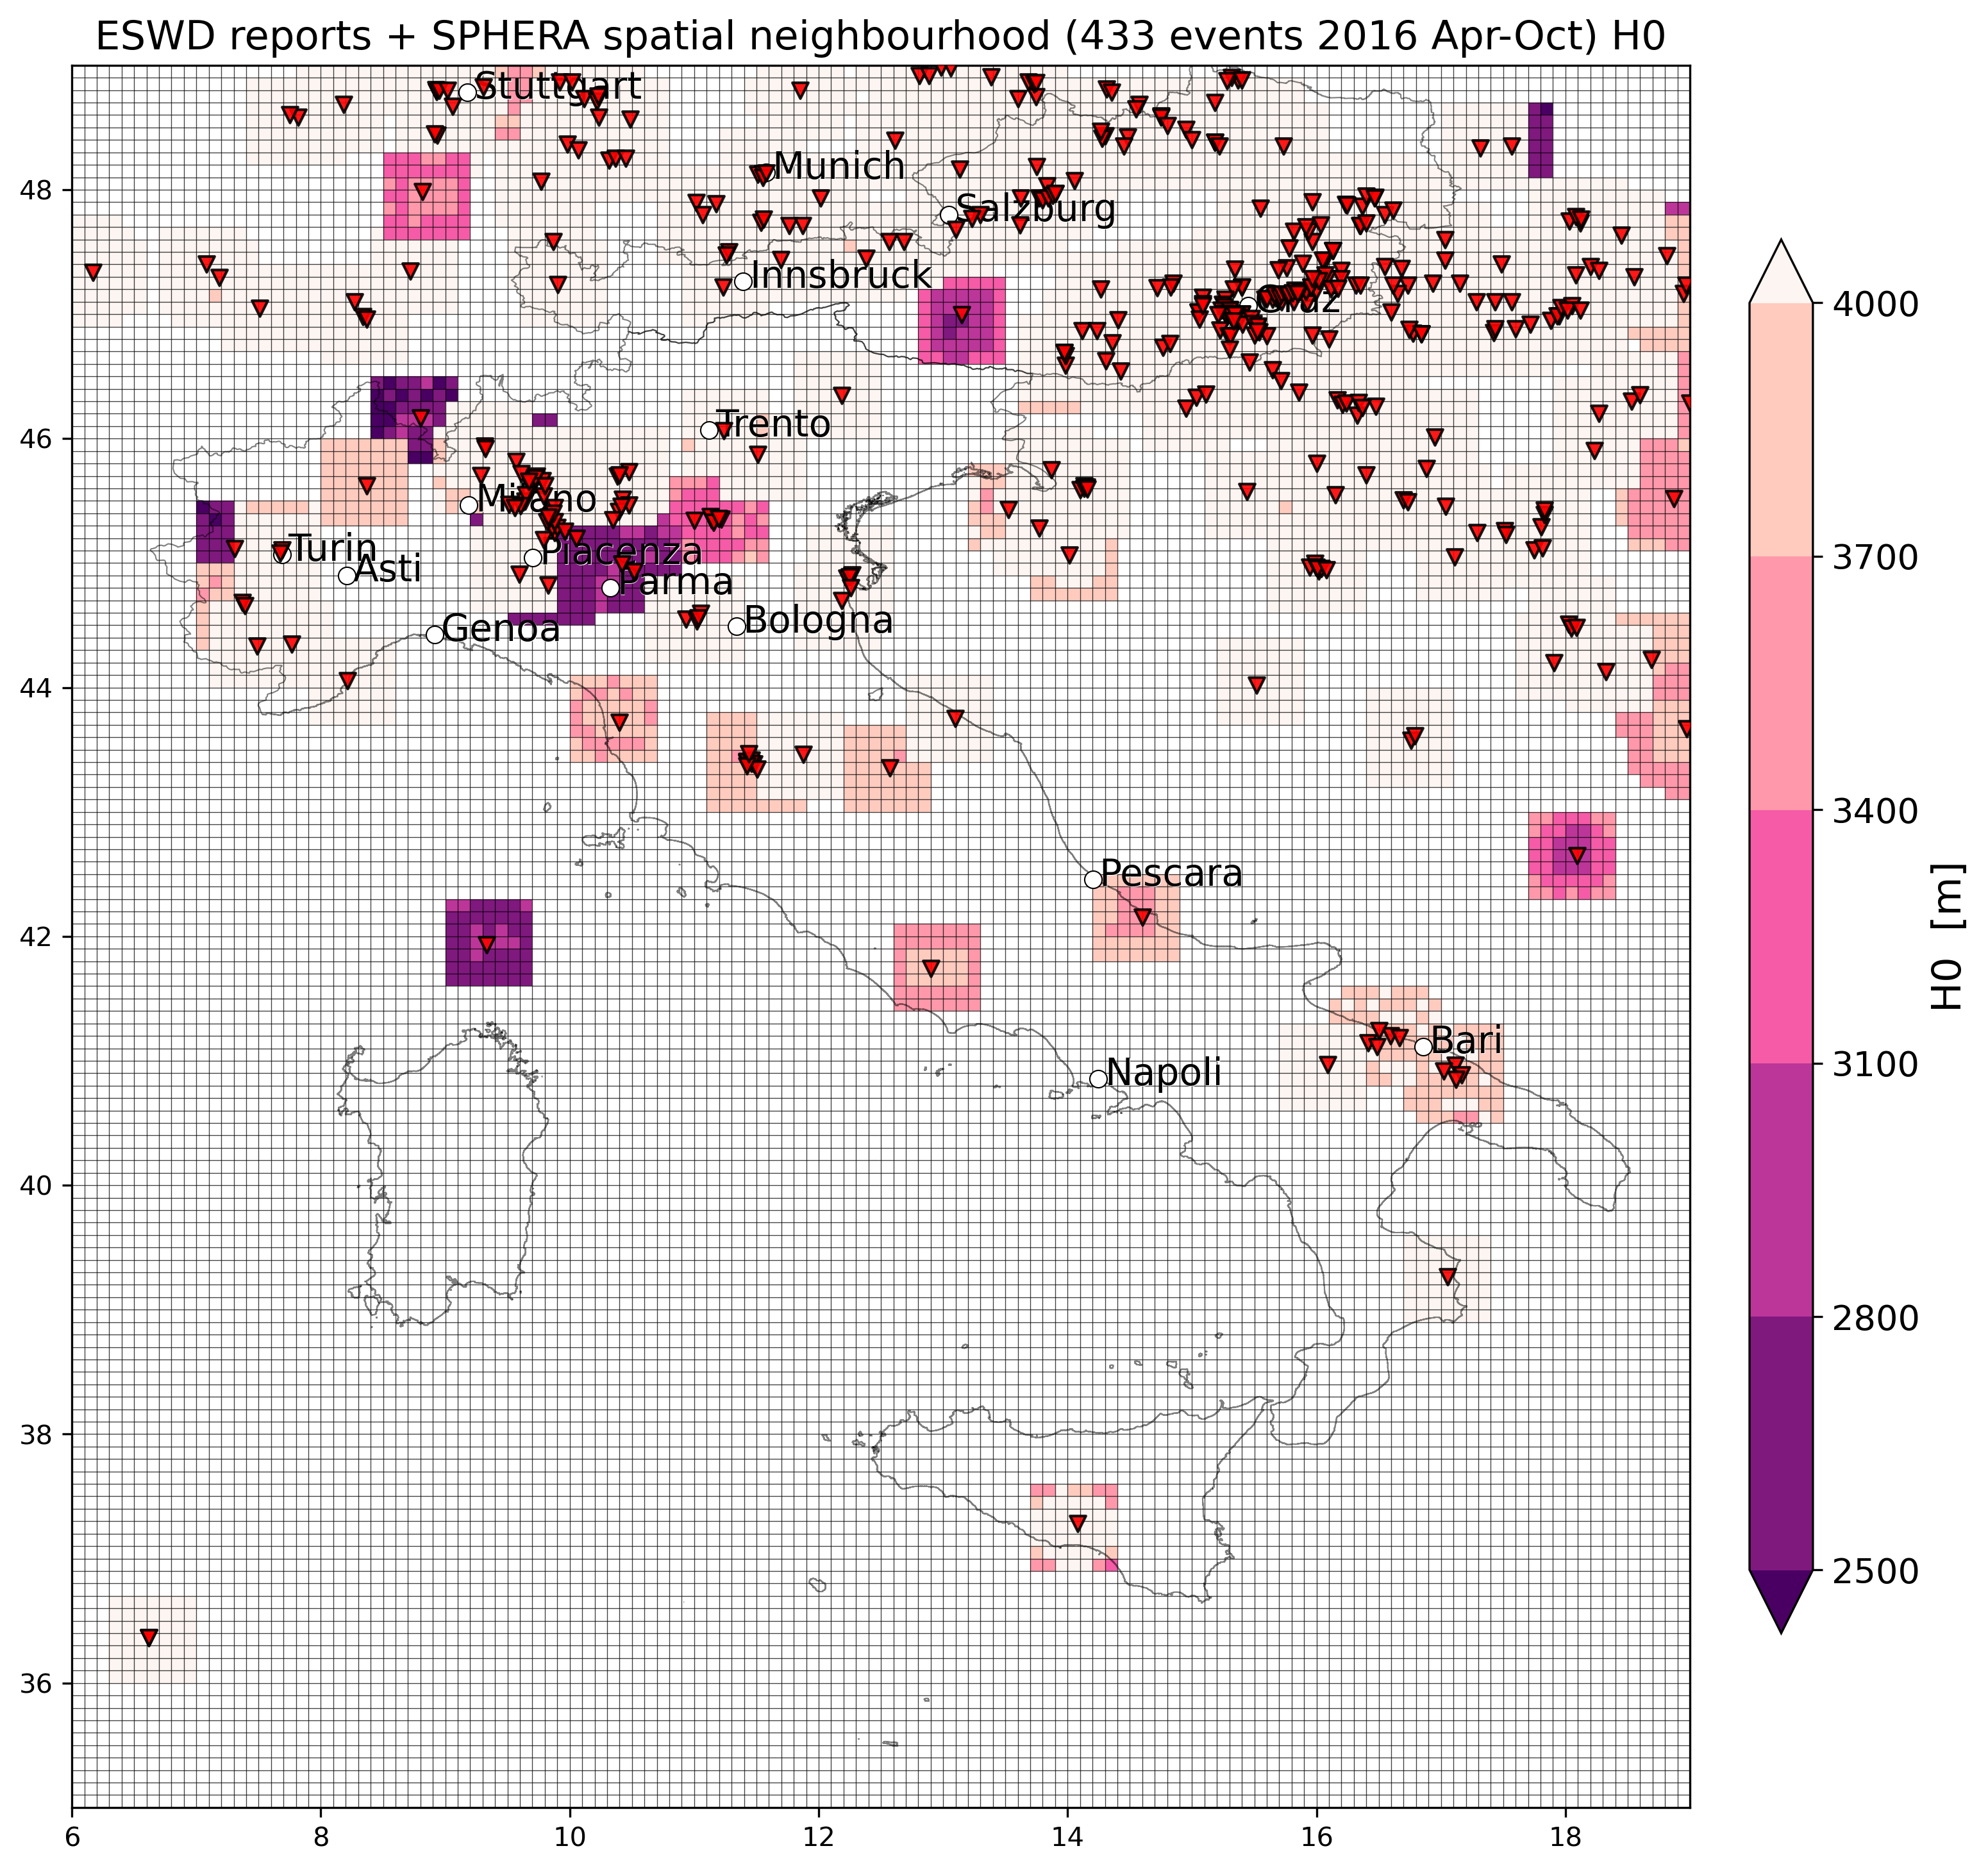 ESWD reports + SPHERA spatial neighbourhood (433 events 2016 Apr-Oct) H0
Stuttgart
Munich
Salzburg
Innsbruck
Graz
Trento
Milano
Turin
Piacenza
Asti
Parma
Genoa
Bologna
Pescara
Bari
Napoli
48
46
44
42
40
38
36
6
8
10
12
14
16
18
4000
3700
3400
3100
2800
2500
H0 [m]